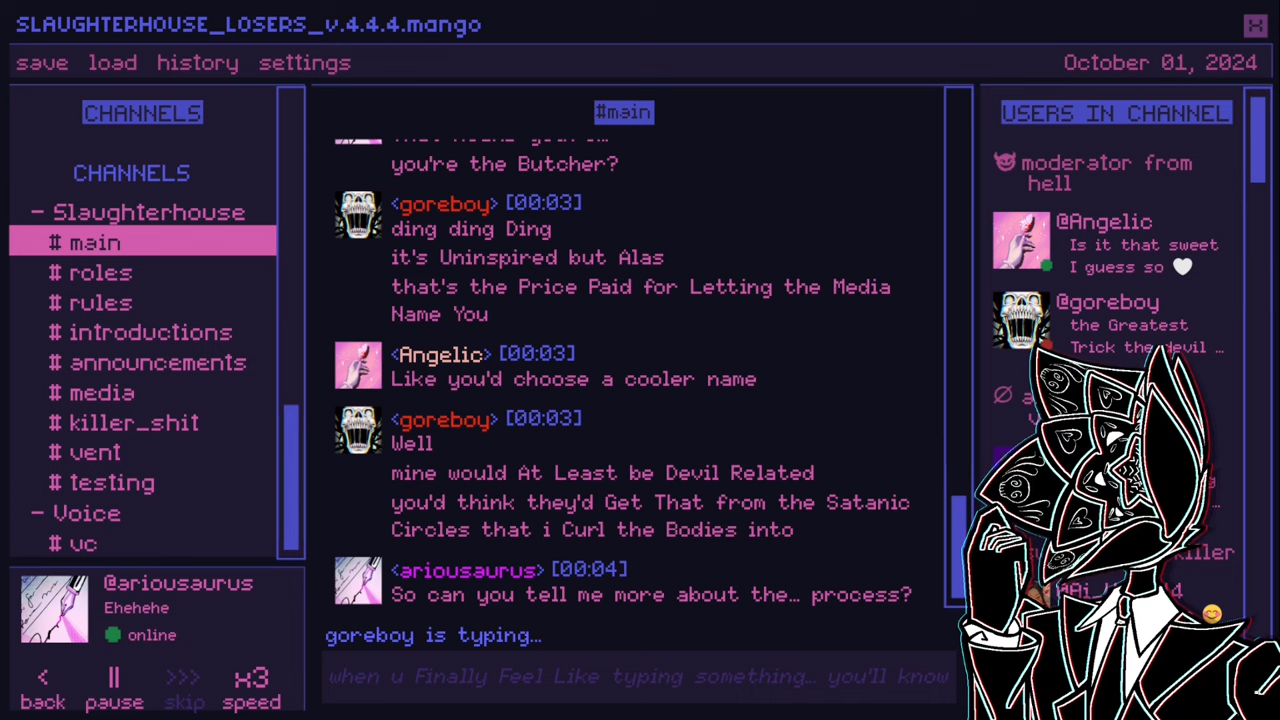 SLAUGHTERHOUSE_LOSERS_v.4.4.4.mango
X
save load history settings
October 01, 2024
CHANNELS
CHANNELS
- Slaughterhouse
# main
# roles
# rules
# introductions
# announcements
# media
# killer_shit
# vent
# testing
- Voice
# vc
@ariousaurus
Ehehehe
online
< || >>> x3
back pause skip speed
#main
you're the Butcher?
<goreboy> [00:03]
ding ding Ding
it's Uninspired but Alas
that's the Price Paid for Letting the Media
Name You
<Angelic> [00:03]
Like you'd choose a cooler name
<goreboy> [00:03]
Well
mine would At Least be Devil Related
you'd think they'd Get That from the Satanic
Circles that i Curl the Bodies into
<ariousaurus> [00:04]
So can you tell me more about the… process?
goreboy is typing…
when u Finally Feel Like typing something… you'll know
USERS IN CHANNEL
moderator from
hell
@Angelic
Is it that sweet
I guess so 🤍
@goreboy
the Greatest
Trick the devil …
killer